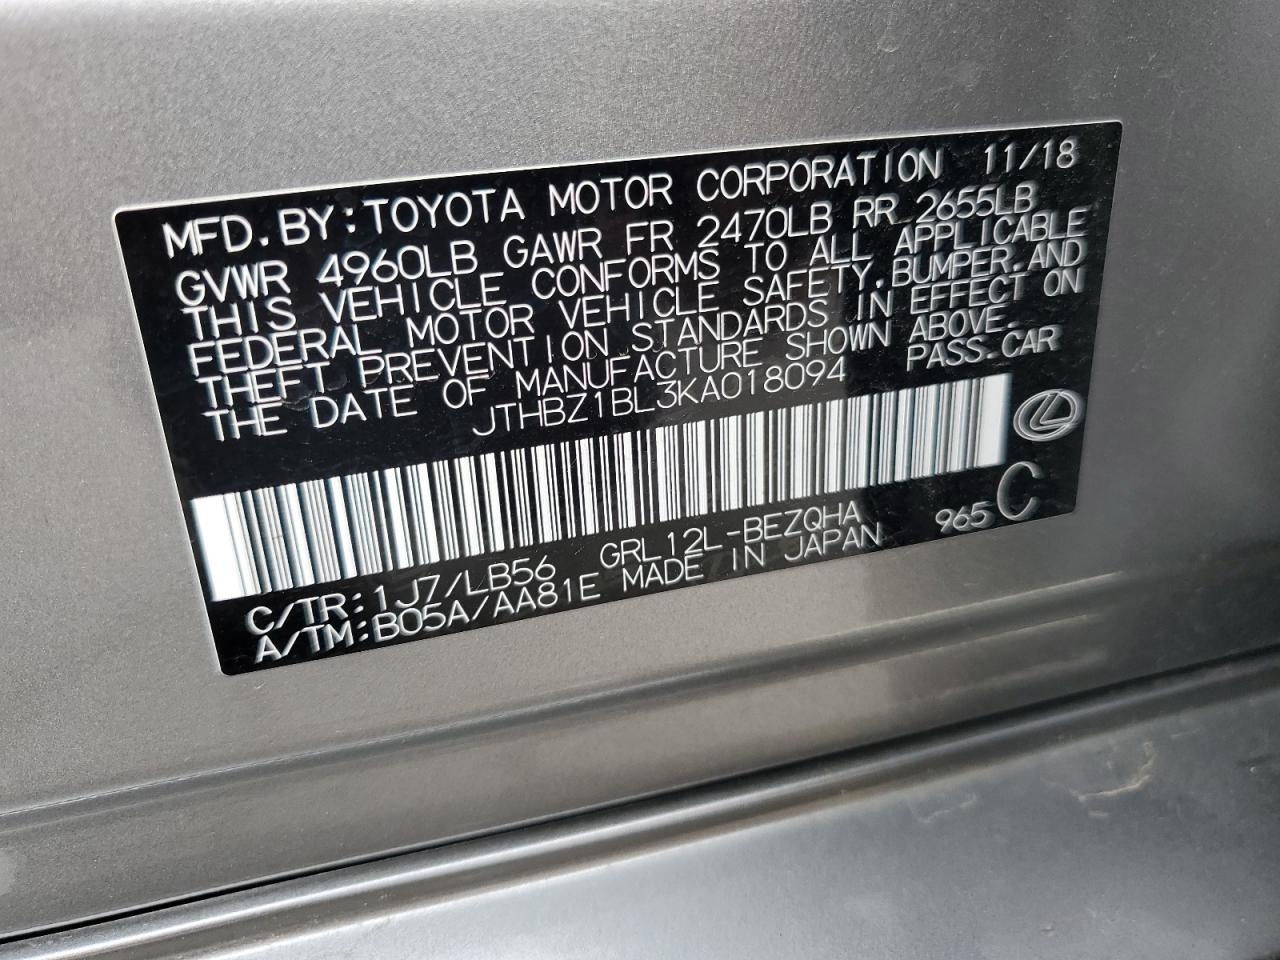 MFD.BY:TOYOTA MOTOR CORPORATION 11/18
GVWR 4960LB GAWR FR 2470LB RR 2655LB
THIS VEHICLE CONFORMS TO ALL APPLICABLE
FEDERAL MOTOR VEHICLE SAFETY,BUMPER,AND
THEFT PREVENTION STANDARDS IN EFFECT ON
THE DATE OF MANUFACTURE SHOWN ABOVE.
JTHBZ1BL3KA018094 PASS.CAR
C/TR:1J7/LB56 GRL12L-BEZQHA 965 C
A/TM:B05A/AA81E MADE IN JAPAN